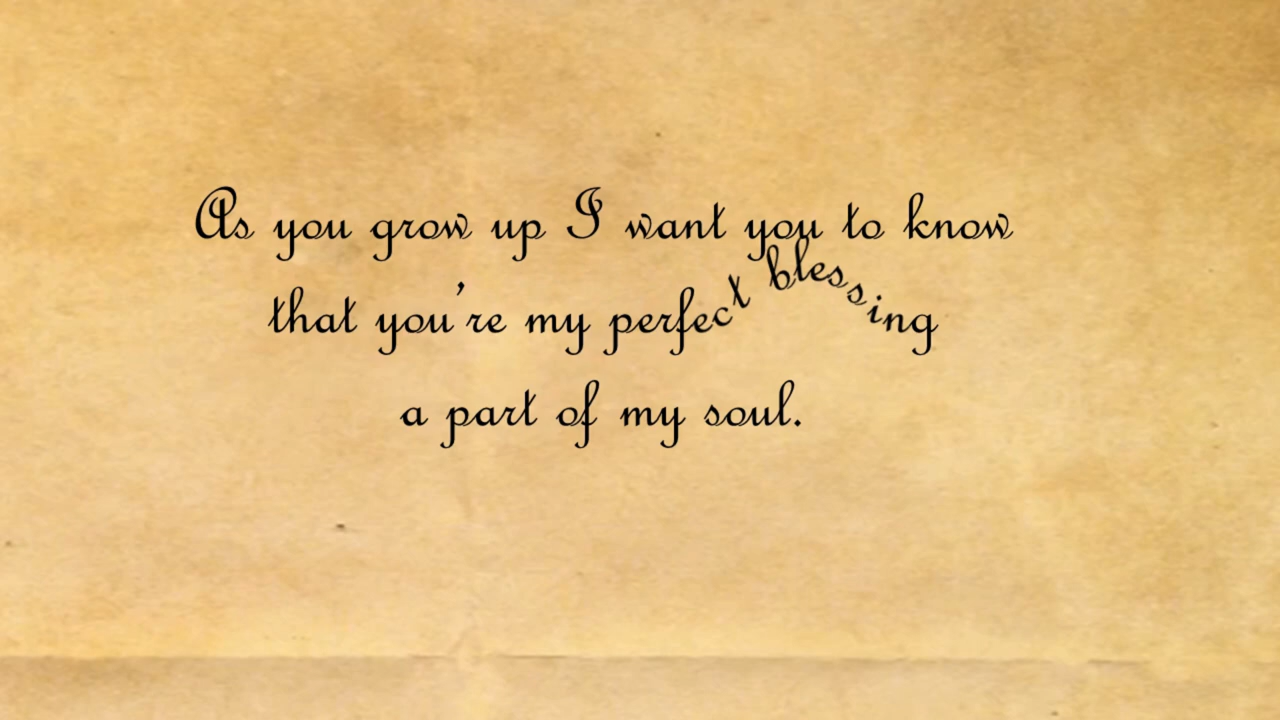 As you grow up I want you to know
that you're my perfect blessing
a part of my soul.